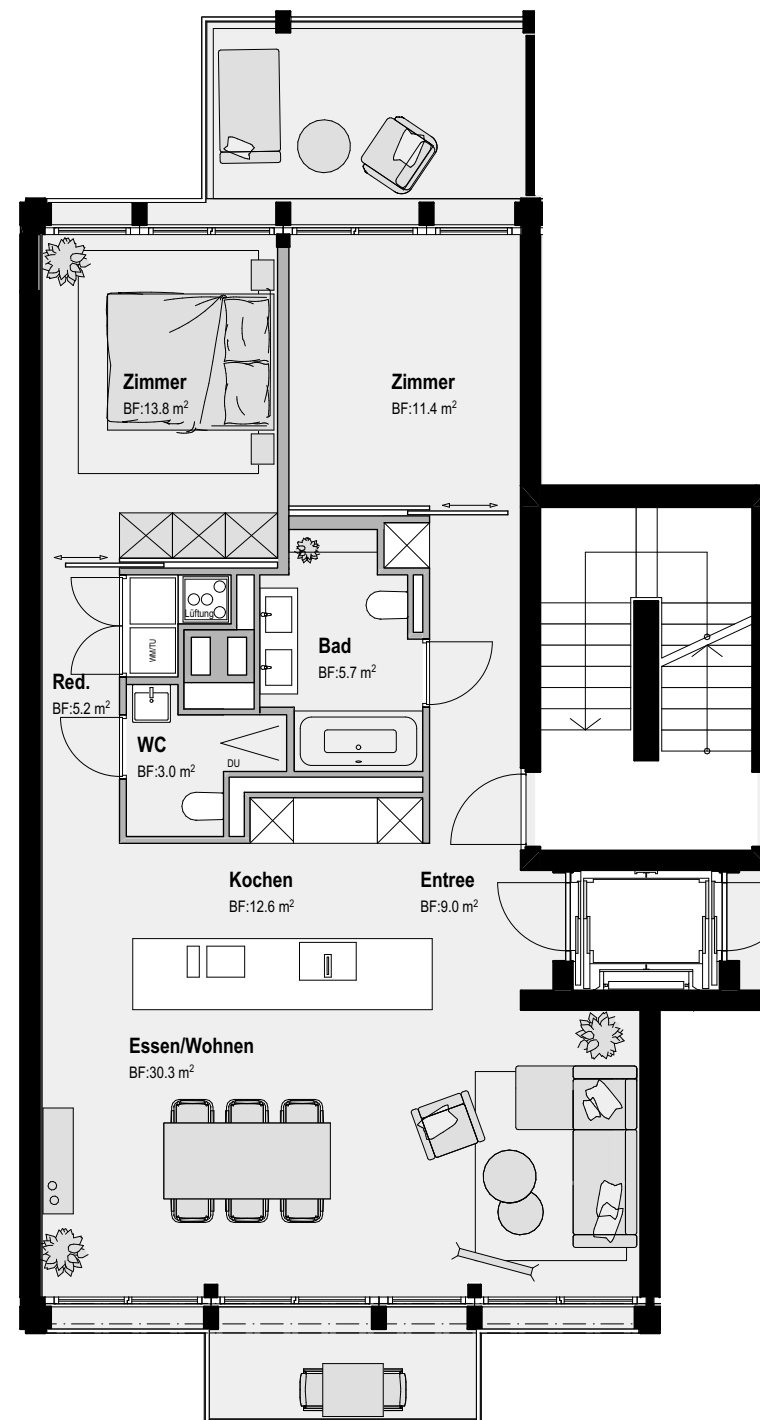 Zimmer
BF:13.8 m²
Zimmer
BF:11.4 m²
Lüftung
WM/TU
Bad
BF:5.7 m²
Red.
BF:5.2 m²
WC
BF:3.0 m²
DU
Kochen
BF:12.6 m²
Entree
BF:9.0 m²
Essen/Wohnen
BF:30.3 m²